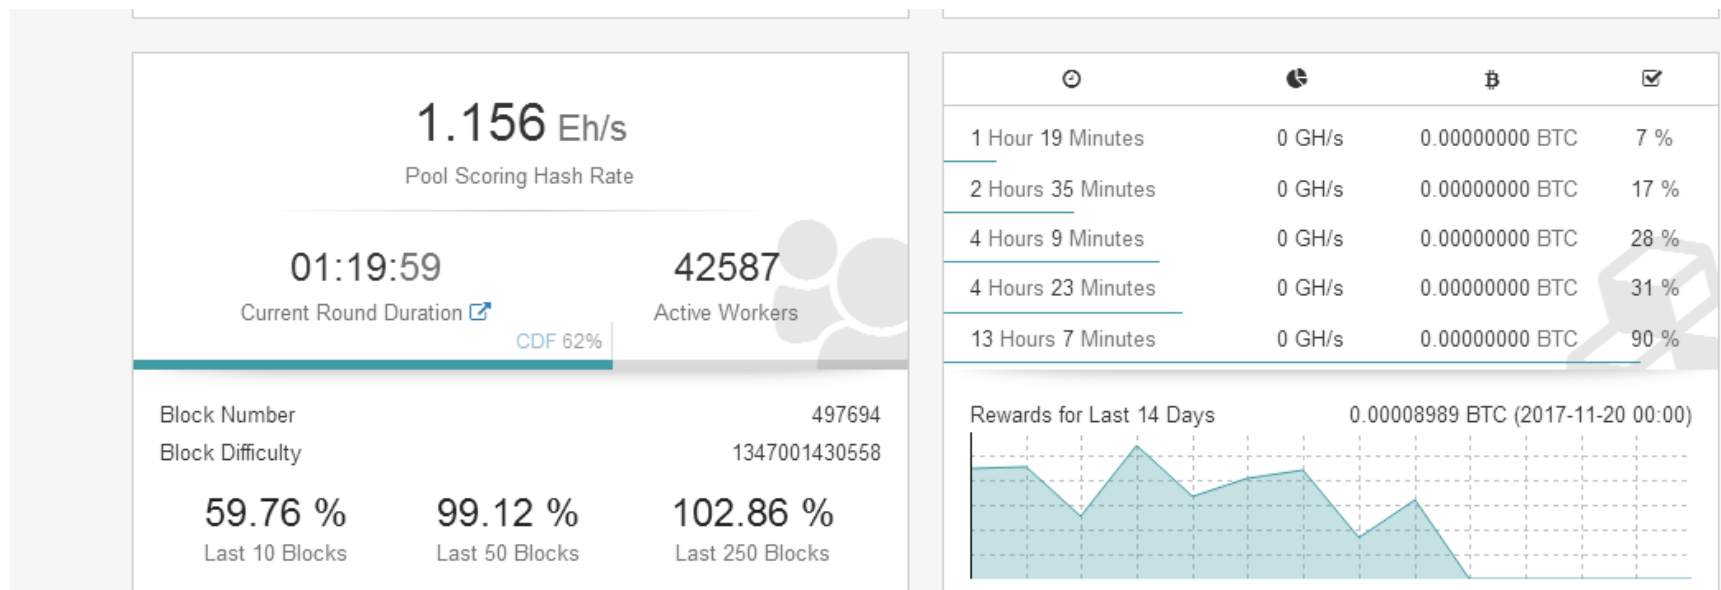 1.156 Eh/s
Pool Scoring Hash Rate
01:19:59
Current Round Duration
42587
Active Workers
CDF 62%
Block Number 497694
Block Difficulty 1347001430558
59.76 % 99.12 % 102.86 %
Last 10 Blocks Last 50 Blocks Last 250 Blocks
1 Hour 19 Minutes 0 GH/s 0.00000000 BTC 7 %
2 Hours 35 Minutes 0 GH/s 0.00000000 BTC 17 %
4 Hours 9 Minutes 0 GH/s 0.00000000 BTC 28 %
4 Hours 23 Minutes 0 GH/s 0.00000000 BTC 31 %
13 Hours 7 Minutes 0 GH/s 0.00000000 BTC 90 %
Rewards for Last 14 Days 0.00008989 BTC (2017-11-20 00:00)